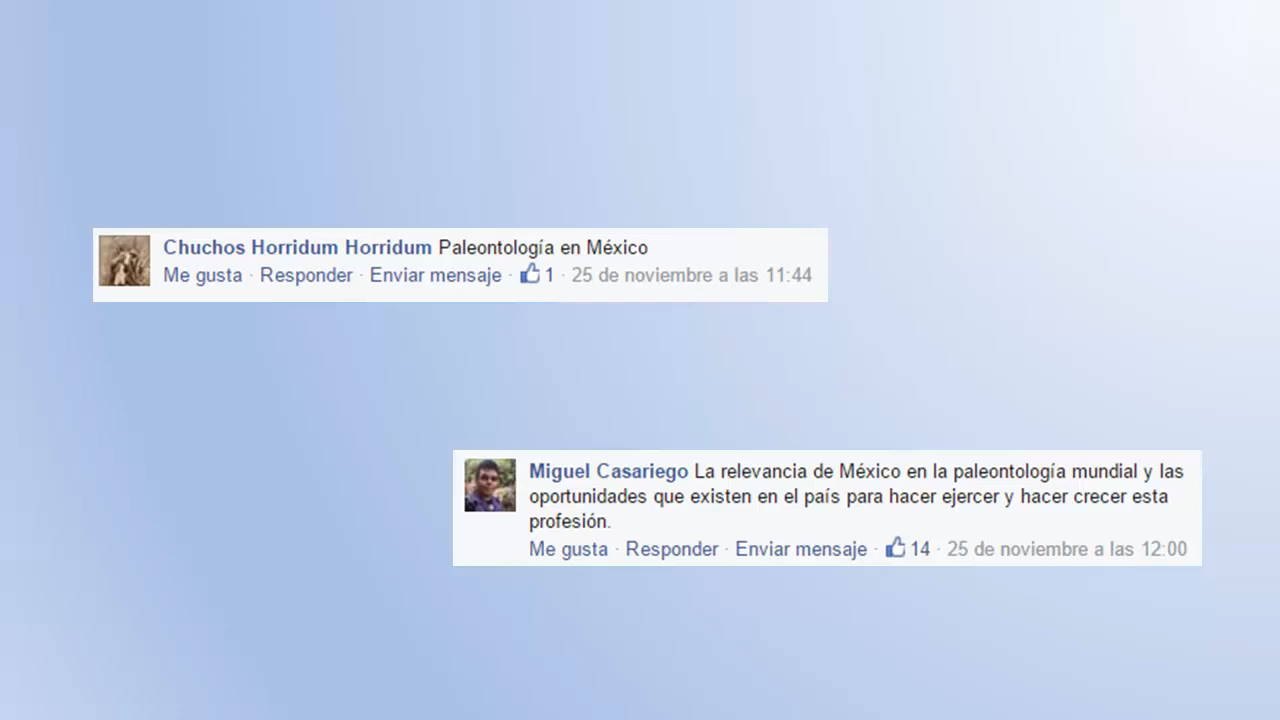 Chuchos Horridum Horridum Paleontología en México
Me gusta · Responder · Enviar mensaje · 1 · 25 de noviembre a las 11:44
Miguel Casariego La relevancia de México en la paleontología mundial y las
oportunidades que existen en el país para hacer ejercer y hacer crecer esta
profesión.
Me gusta · Responder · Enviar mensaje · 14 · 25 de noviembre a las 12:00